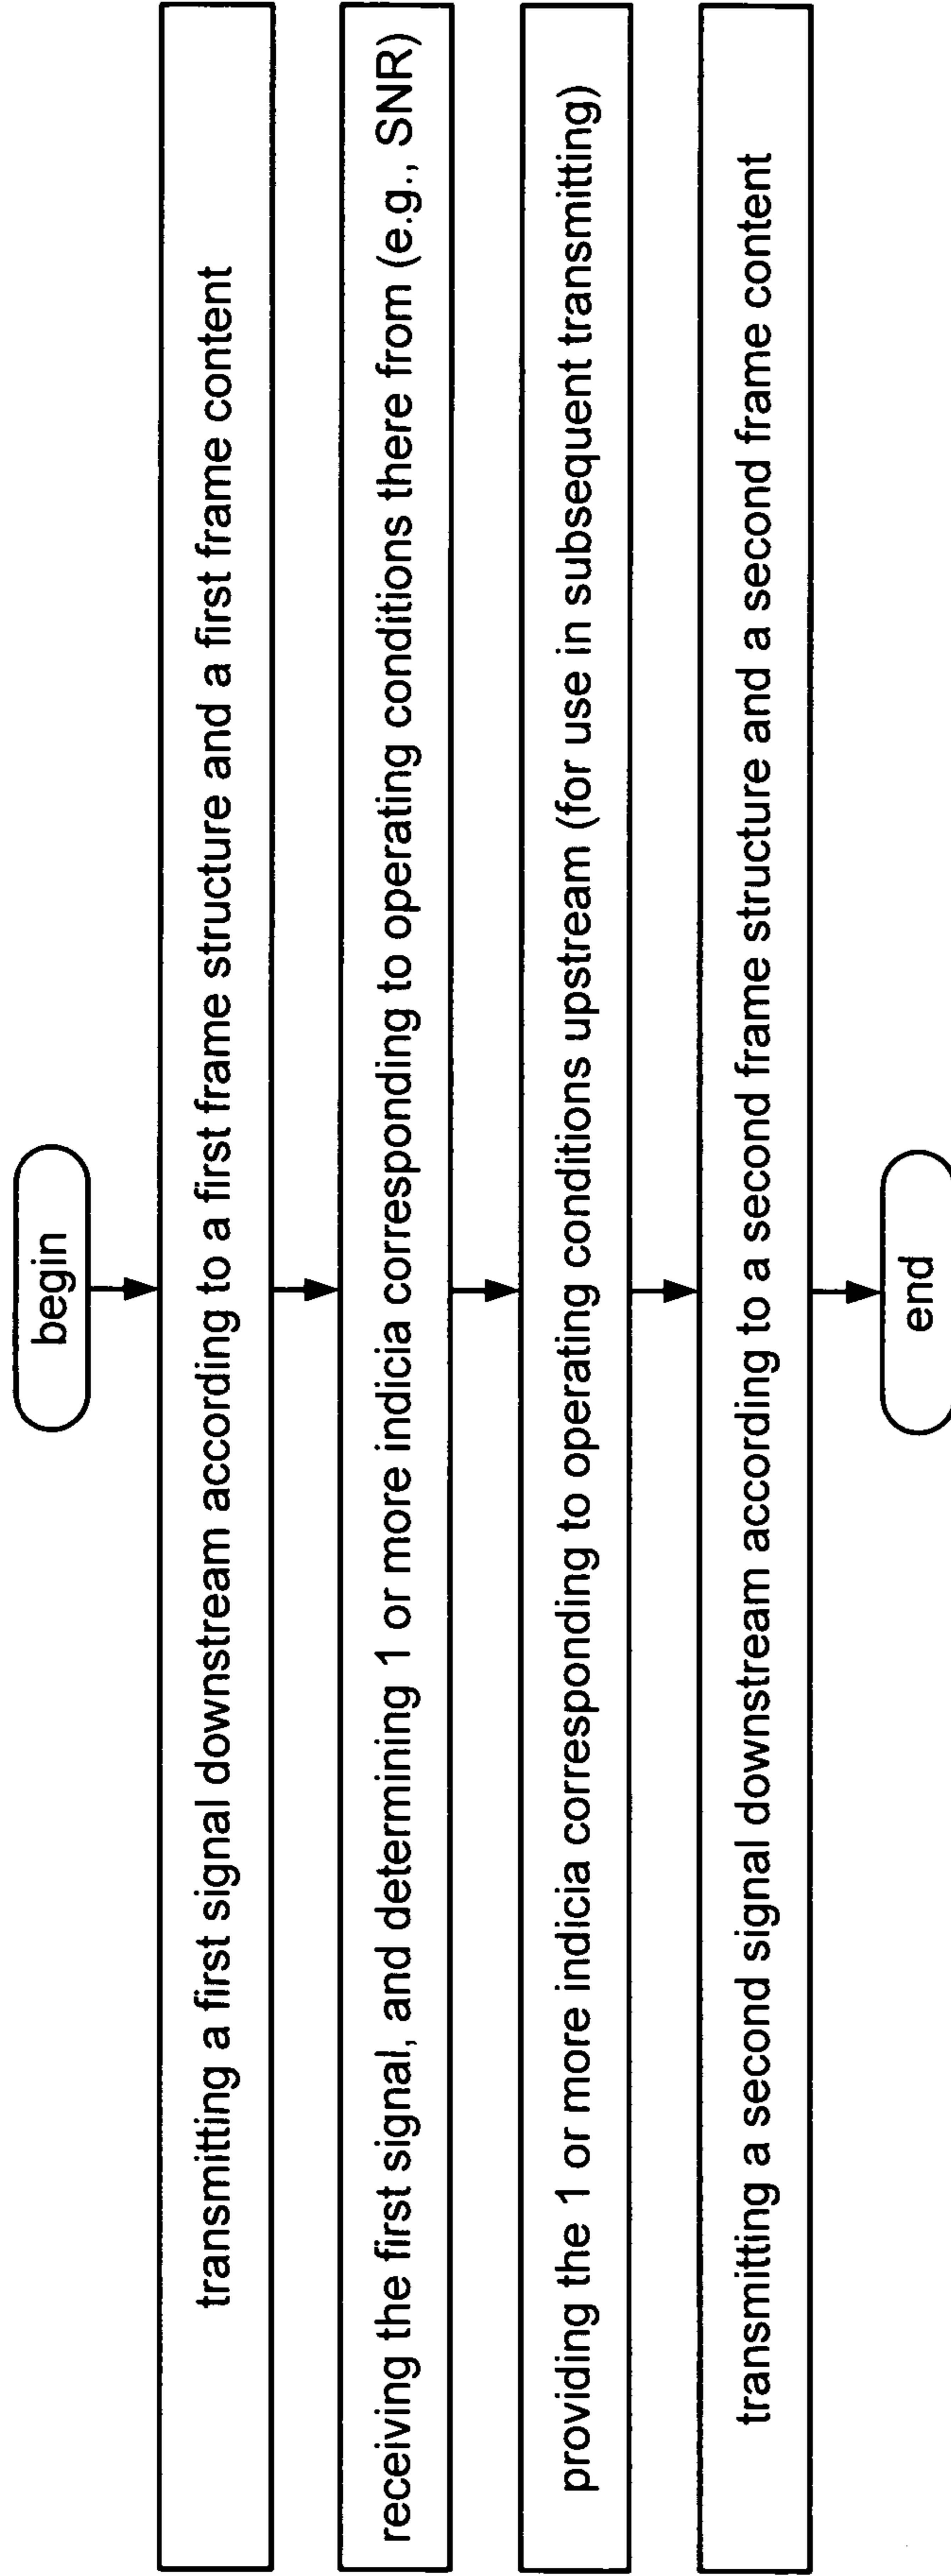 begin
transmitting a first signal downstream according to a first frame structure and a first frame content
receiving the first signal, and determining 1 or more indicia corresponding to operating conditions there from (e.g., SNR)
providing the 1 or more indicia corresponding to operating conditions upstream (for use in subsequent transmitting)
transmitting a second signal downstream according to a second frame structure and a second frame content
end